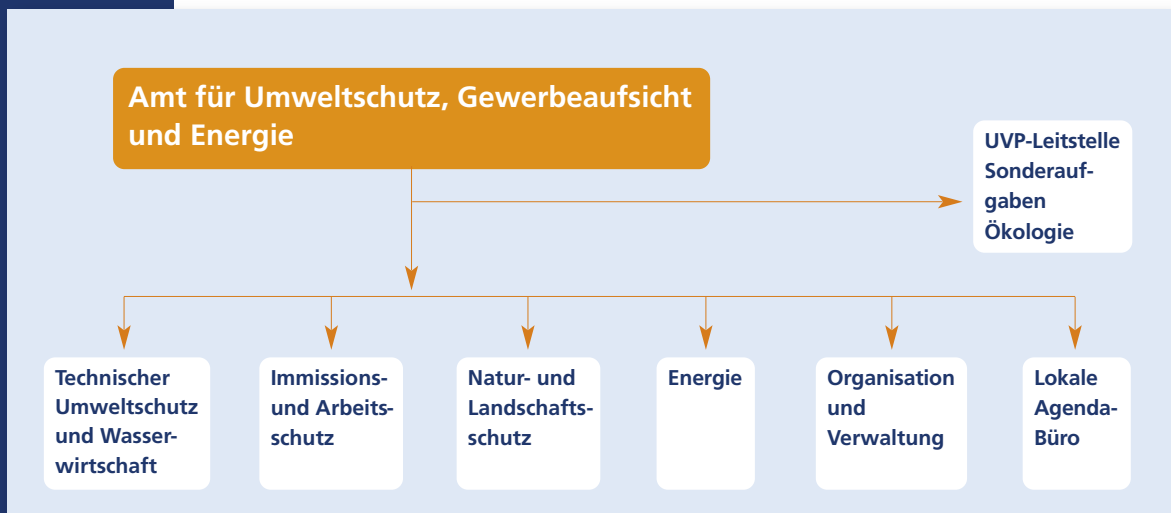 Amt für Umweltschutz, Gewerbeaufsicht
und Energie
UVP-Leitstelle
Sonderauf-
gaben
Ökologie
Technischer
Umweltschutz
und Wasser-
wirtschaft
Immissions-
und Arbeits-
schutz
Natur- und
Landschafts-
schutz
Energie
Organisation
und
Verwaltung
Lokale
Agenda-
Büro